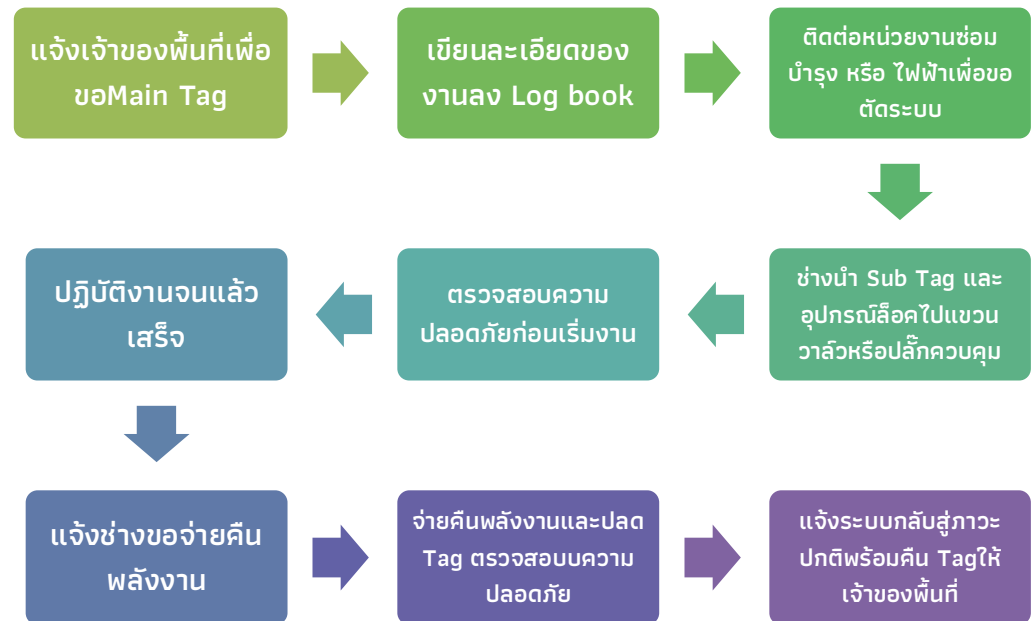 แจ้งเจ้าของพื้นที่เพื่อ
ขอMain Tag
เขียนละเอียดของ
งานลง Log book
ติดต่อหน่วยงานซ่อม
บำรุง หรือ ไฟฟ้าเพื่อขอ
ตัดระบบ
ช่างนำ Sub Tag และ
อุปกรณ์ล็อคไปแขวน
วาล์วหรือปลั๊กควบคุม
ตรวจสอบความ
ปลอดภัยก่อนเริ่มงาน
ปฏิบัติงานจนแล้ว
เสร็จ
แจ้งช่างขอจ่ายคืน
พลังงาน
จ่ายคืนพลังงานและปลด
Tag ตรวจสอบบความ
ปลอดภัย
แจ้งระบบกลับสู่ภาวะ
ปกติพร้อมคืน Tagให้
เจ้าของพื้นที่